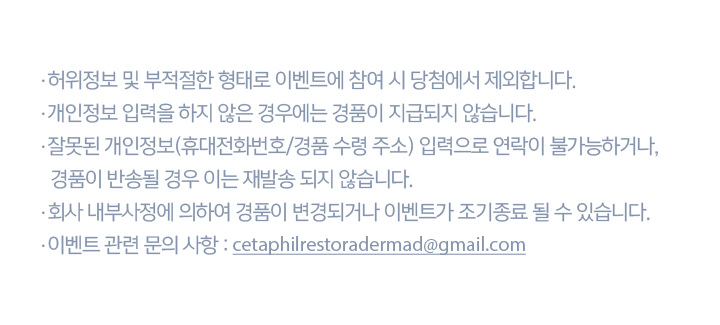 ·허위정보 및 부적절한 형태로 이벤트에 참여 시 당첨에서 제외합니다.
·개인정보 입력을 하지 않은 경우에는 경품이 지급되지 않습니다.
·잘못된 개인정보(휴대전화번호/경품 수령 주소) 입력으로 연락이 불가능하거나,
경품이 반송될 경우 이는 재발송 되지 않습니다.
·회사 내부사정에 의하여 경품이 변경되거나 이벤트가 조기종료 될 수 있습니다.
·이벤트 관련 문의 사항 : cetaphilrestoradermad@gmail.com